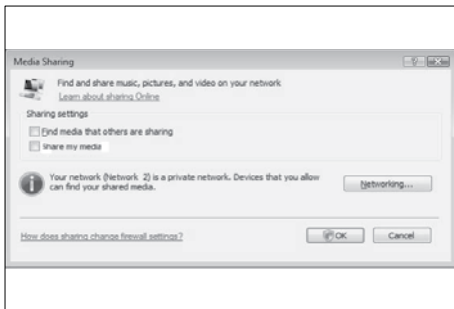 Media Sharing
Find and share music, pictures, and video on your network
Learn about sharing Online
Sharing settings
Find media that others are sharing
Share my media
Your network (Network 2) is a private network. Devices that you allow
can find your shared media.
Networking...
How does sharing change firewall settings?
OK
Cancel